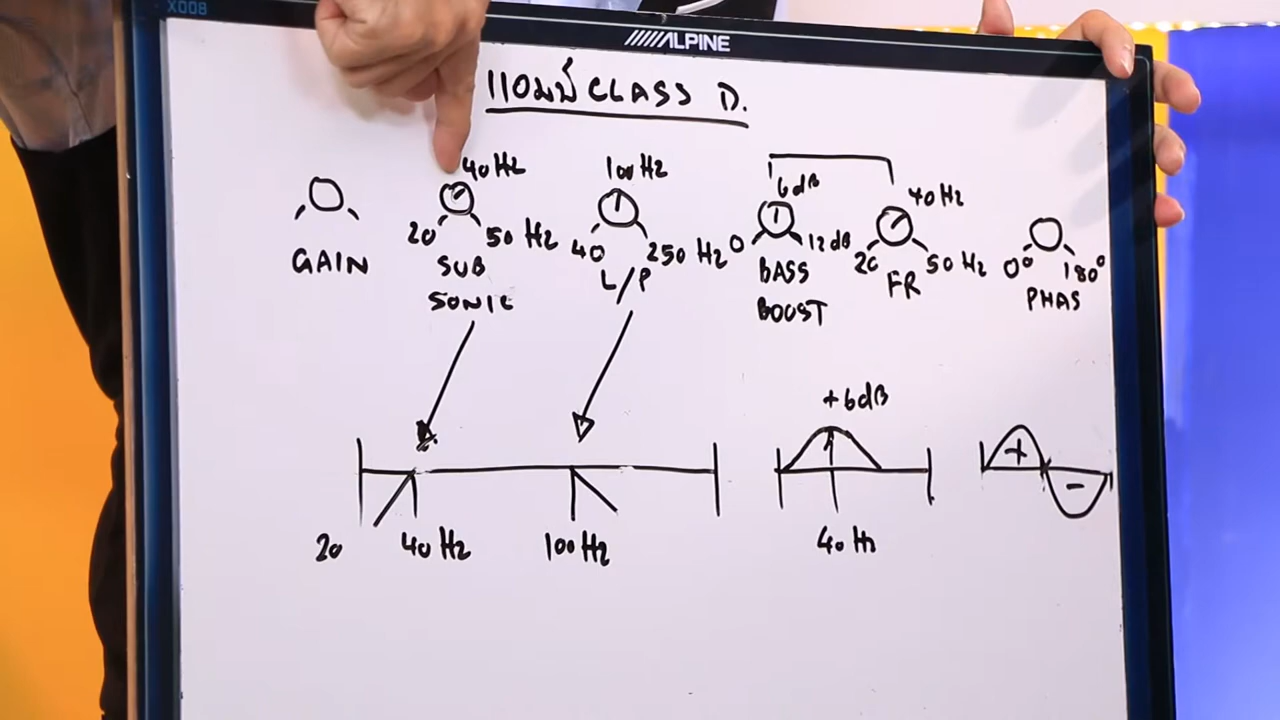 X008
ALPINE
แอมป์ CLASS D.
40 Hz
100 Hz
6dB
40 Hz
20
50 Hz
40
250 Hz
0
12dB
20
50 Hz
0°
180°
GAIN
SUB
SONIC
L/P
BASS
BOOST
FR
PHAS
+6dB
+
-
20
40 Hz
100 Hz
40 Hz